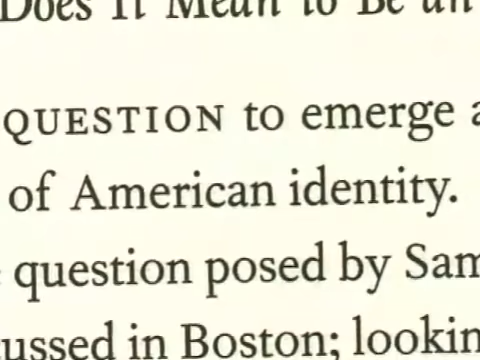 Does It Mean to Be an
QUESTION to emerge a
of American identity.
question posed by Sam
ussed in Boston; lookin